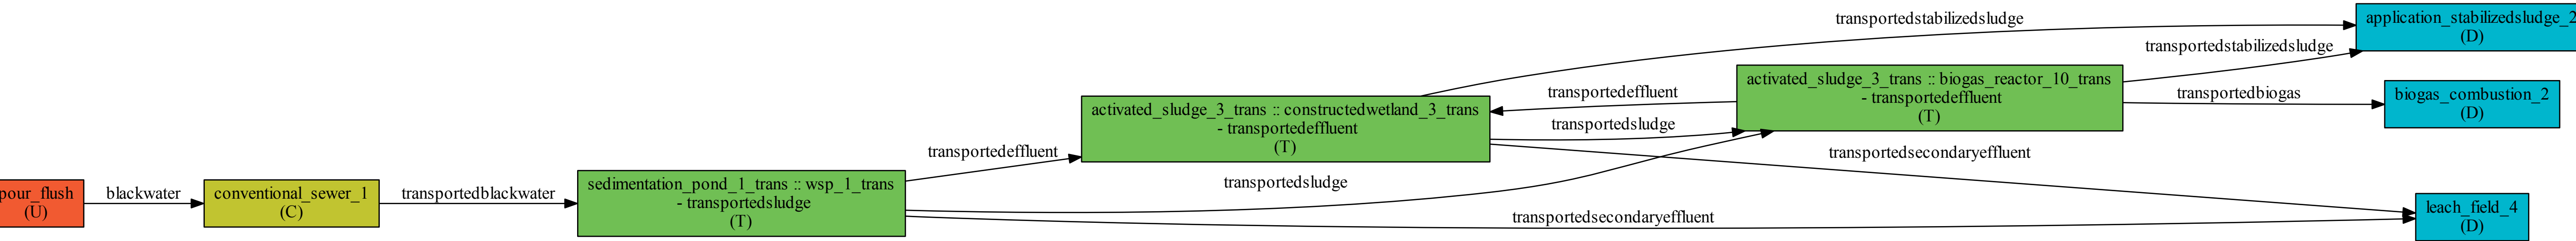 pour_flush
(U)
blackwater
conventional_sewer_1
(C)
transportedblackwater
sedimentation_pond_1_trans :: wsp_1_trans
- transportedsludge
(T)
transportedeffluent
transportedsludge
transportedsecondaryeffluent
activated_sludge_3_trans :: constructedwetland_3_trans
- transportedeffluent
(T)
transportedstabilizedsludge
transportedeffluent
transportedsludge
transportedsecondaryeffluent
activated_sludge_3_trans :: biogas_reactor_10_trans
- transportedeffluent
(T)
transportedstabilizedsludge
transportedbiogas
application_stabilizedsludge_2
(D)
biogas_combustion_2
(D)
leach_field_4
(D)